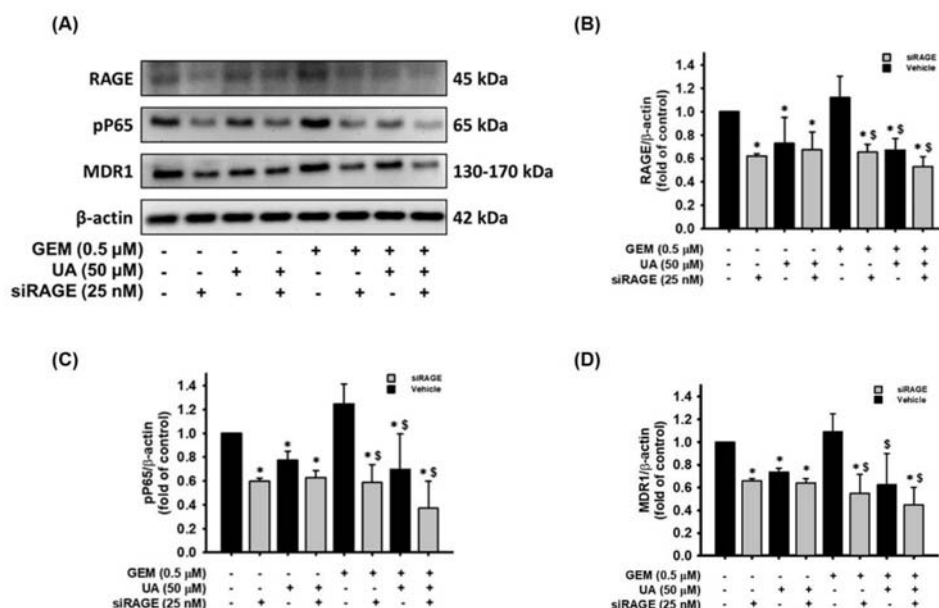 (A)
RAGE 45 kDa
pP65 65 kDa
MDR1 130-170 kDa
β-actin 42 kDa
GEM (0.5 μM) - - - - + + + +
UA (50 μM) - - + + - - + +
siRAGE (25 nM) - + - + - + - +
(B)
siRAGE
Vehicle
RAGE/β-actin
(fold of control)
1.4
1.2
1.0
0.8
0.6
0.4
0.2
0.0
* * * * $ * $ * $
GEM (0.5 μM) - - - - + + + +
UA (50 μM) - - + + - - + +
siRAGE (25 nM) - + - + - + - +
(C)
siRAGE
Vehicle
pP65/β-actin
(fold of control)
1.4
1.2
1.0
0.8
0.6
0.4
0.2
0.0
* * * * $ * $ * $
GEM (0.5 μM) - - - - + + + +
UA (50 μM) - - + + - - + +
siRAGE (25 nM) - + - + - + - +
(D)
siRAGE
Vehicle
MDR1/β-actin
(fold of control)
1.4
1.2
1.0
0.8
0.6
0.4
0.2
0.0
* * * * $ $ * $
GEM (0.5 μM) - - - - + + + +
UA (50 μM) - - + + - - + +
siRAGE (25 nM) - + - + - + - +